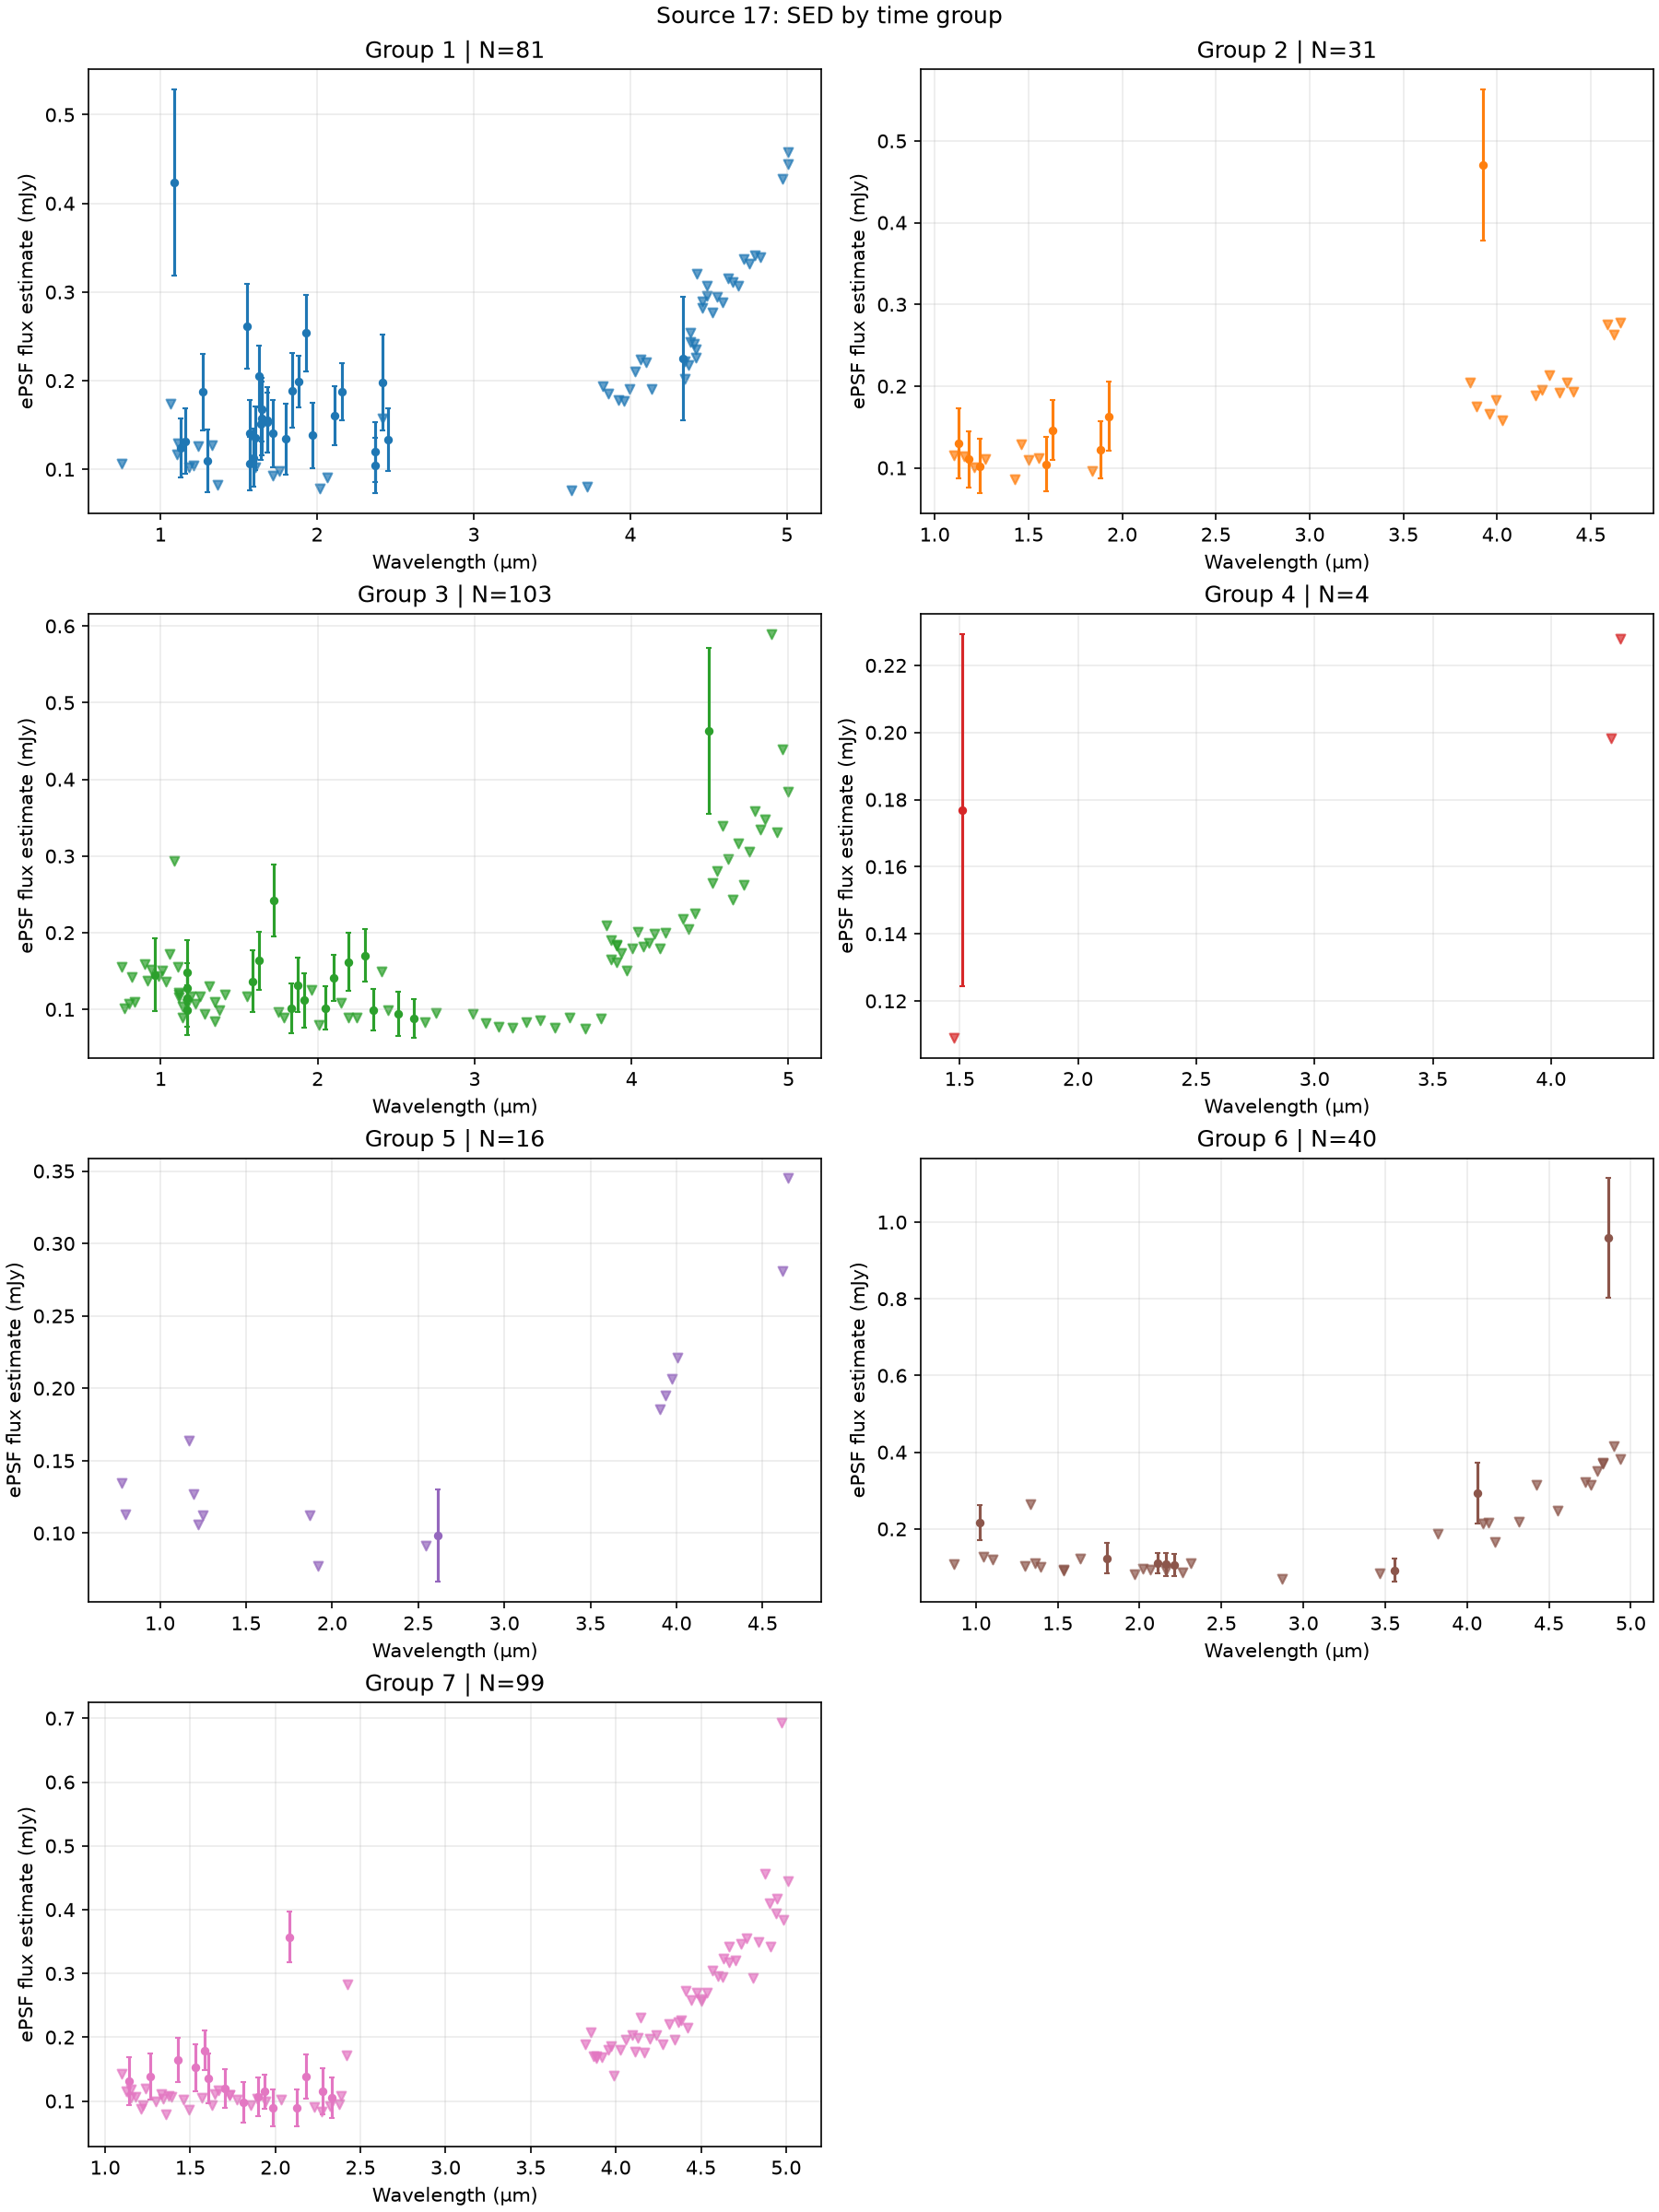 Source 17: SED by time group
Group 1 | N=81
ePSF flux estimate (mJy)
0.5
0.4
0.3
0.2
0.1
1 2 3 4 5
Wavelength (µm)
Group 2 | N=31
ePSF flux estimate (mJy)
0.5
0.4
0.3
0.2
0.1
1.0 1.5 2.0 2.5 3.0 3.5 4.0 4.5
Wavelength (µm)
Group 3 | N=103
ePSF flux estimate (mJy)
0.6
0.5
0.4
0.3
0.2
0.1
1 2 3 4 5
Wavelength (µm)
Group 4 | N=4
ePSF flux estimate (mJy)
0.22
0.20
0.18
0.16
0.14
0.12
1.5 2.0 2.5 3.0 3.5 4.0
Wavelength (µm)
Group 5 | N=16
ePSF flux estimate (mJy)
0.35
0.30
0.25
0.20
0.15
0.10
1.0 1.5 2.0 2.5 3.0 3.5 4.0 4.5
Wavelength (µm)
Group 6 | N=40
ePSF flux estimate (mJy)
1.0
0.8
0.6
0.4
0.2
1.0 1.5 2.0 2.5 3.0 3.5 4.0 4.5 5.0
Wavelength (µm)
Group 7 | N=99
ePSF flux estimate (mJy)
0.7
0.6
0.5
0.4
0.3
0.2
0.1
1.0 1.5 2.0 2.5 3.0 3.5 4.0 4.5 5.0
Wavelength (µm)